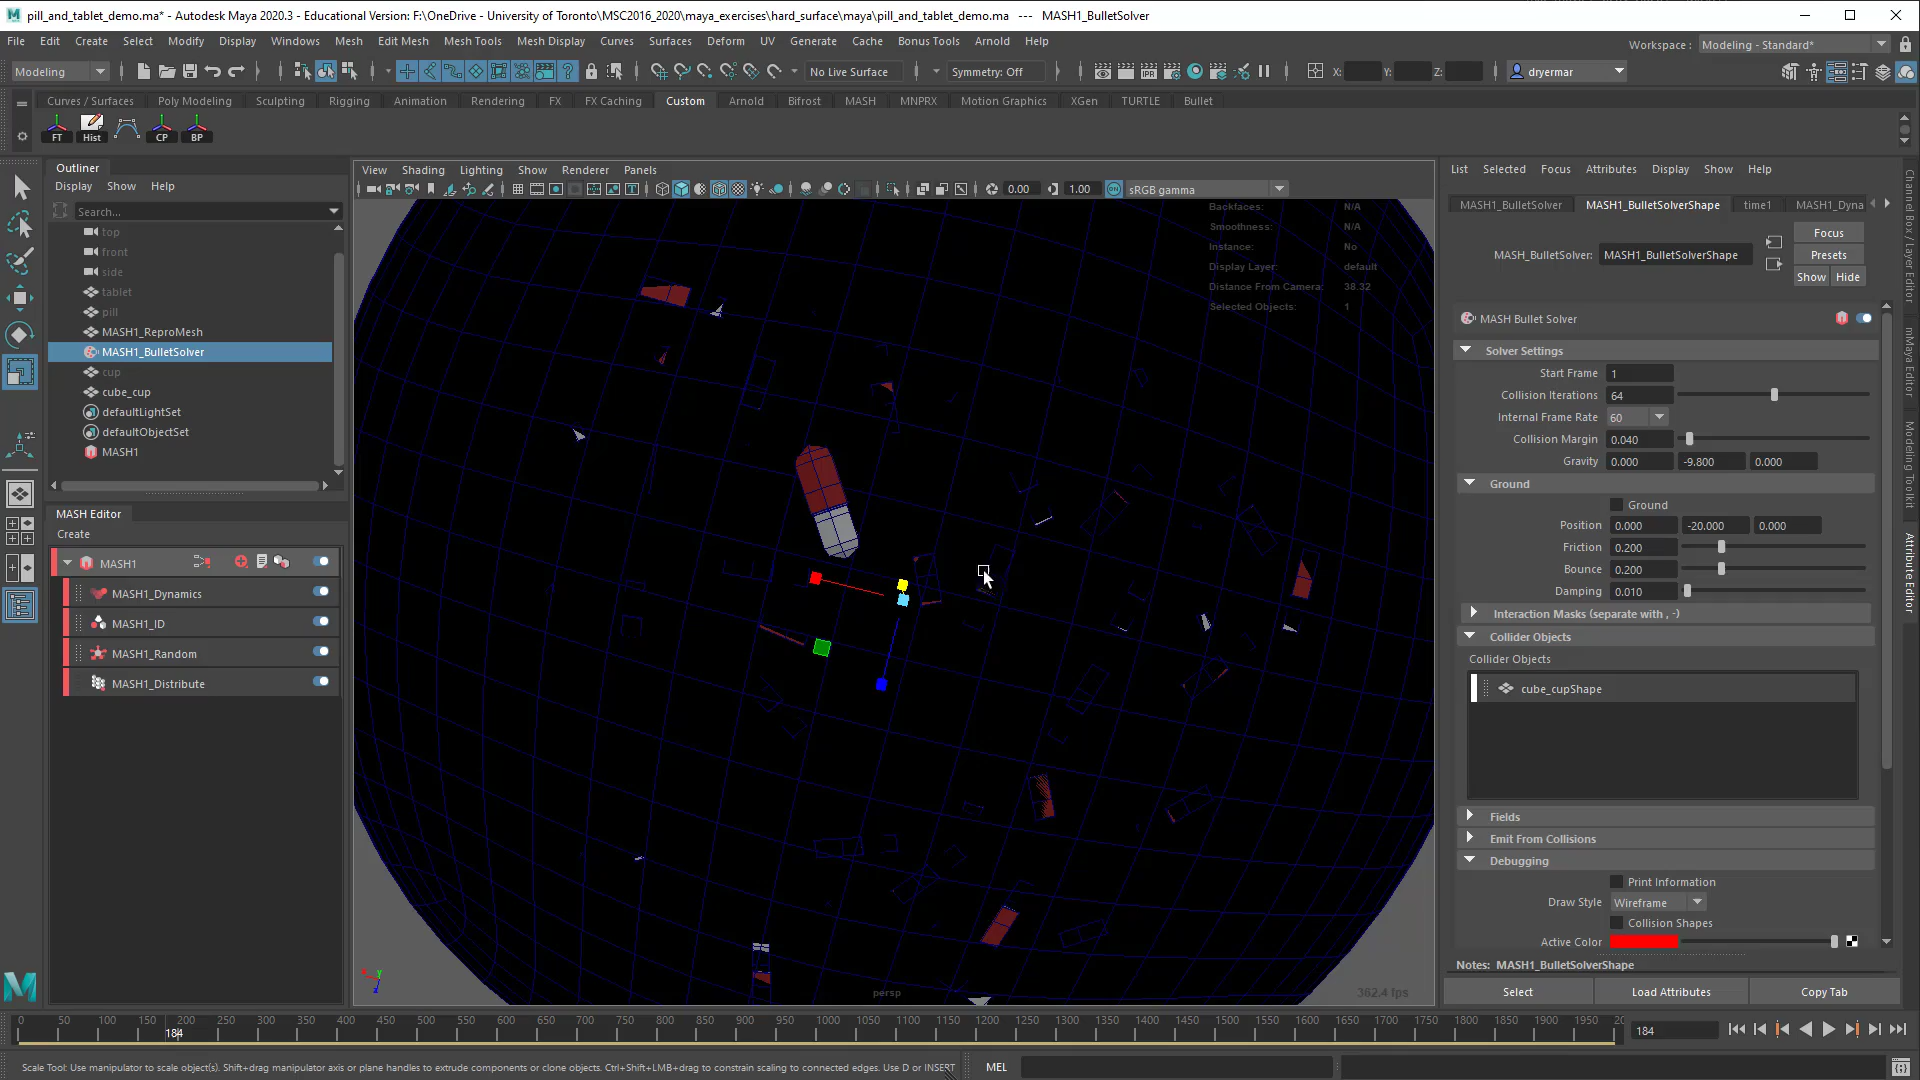 pill_and_tablet_demo.ma* - Autodesk Maya 2020.3 - Educational Version: F:\OneDrive - University of Toronto\MSC2016_2020\maya_exercises\hard_surface\maya\pill_and_tablet_demo.ma --- MASH1_BulletSolver
File Edit Create Select Modify Display Windows Mesh Edit Mesh Mesh Tools Mesh Display Curves Surfaces Deform UV Generate Cache Bonus Tools Arnold Help
Workspace : Modeling - Standard*
Modeling
No Live Surface
Symmetry: Off
X: Y: Z:
dryermar
Curves / Surfaces Poly Modeling Sculpting Rigging Animation Rendering FX FX Caching Custom Arnold Bifrost MASH MNPRX Motion Graphics XGen TURTLE Bullet
FT Hist CP BP
Outliner
Display Show Help
Search...
top
front
side
tablet
pill
MASH1_ReproMesh
MASH1_BulletSolver
cup
cube_cup
defaultLightSet
defaultObjectSet
MASH1
MASH Editor
Create
MASH1
MASH1_Dynamics
MASH1_ID
MASH1_Random
MASH1_Distribute
View Shading Lighting Show Renderer Panels
0.00 1.00 ON sRGB gamma
Backfaces: N/A
Smoothness: N/A
Instance: No
Display Layer: default
Distance From Camera: 38.32
Selected Objects: 1
persp
362.4 fps
List Selected Focus Attributes Display Show Help
MASH1_BulletSolver MASH1_BulletSolverShape time1 MASH1_Dyna
MASH_BulletSolver: MASH1_BulletSolverShape
Focus
Presets
Show Hide
MASH Bullet Solver
Solver Settings
Start Frame 1
Collision Iterations 64
Internal Frame Rate 60
Collision Margin 0.040
Gravity 0.000 -9.800 0.000
Ground
Ground
Position 0.000 -20.000 0.000
Friction 0.200
Bounce 0.200
Damping 0.010
Interaction Masks (separate with , -)
Collider Objects
Collider Objects
cube_cupShape
Fields
Emit From Collisions
Debugging
Print Information
Draw Style Wireframe
Collision Shapes
Active Color
Notes: MASH1_BulletSolverShape
Select Load Attributes Copy Tab
Channel Box / Layer Editor
mMaya Editor
Modeling Toolkit
Attribute Editor
0 50 100 150 200 250 300 350 400 450 500 550 600 650 700 750 800 850 900 950 1000 1050 1100 1150 1200 1250 1300 1350 1400 1450 1500 1550 1600 1650 1700 1750 1800 1850 1900 1950 20
184
184
Scale Tool: Use manipulator to scale object(s). Shift+drag manipulator axis or plane handles to extrude components or clone objects. Ctrl+Shift+LMB+drag to constrain scaling to connected edges. Use D or INSERT
MEL